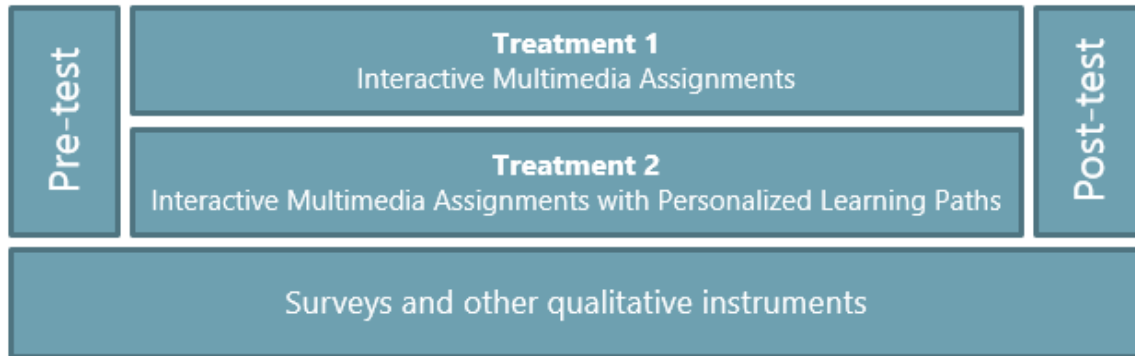 Pre-test
Treatment 1
Interactive Multimedia Assignments
Treatment 2
Interactive Multimedia Assignments with Personalized Learning Paths
Post-test
Surveys and other qualitative instruments